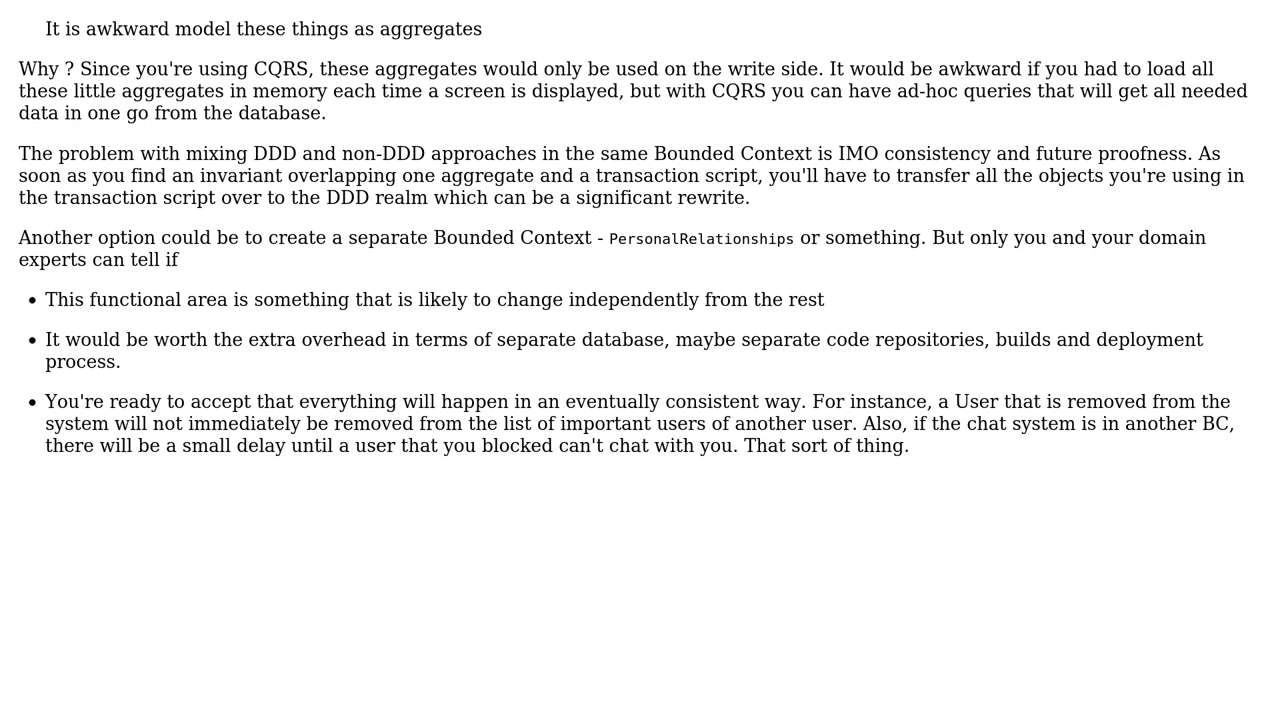 It is awkward model these things as aggregates
Why ? Since you're using CQRS, these aggregates would only be used on the write side. It would be awkward if you had to load all
these little aggregates in memory each time a screen is displayed, but with CQRS you can have ad-hoc queries that will get all needed
data in one go from the database.
The problem with mixing DDD and non-DDD approaches in the same Bounded Context is IMO consistency and future proofness. As
soon as you find an invariant overlapping one aggregate and a transaction script, you'll have to transfer all the objects you're using in
the transaction script over to the DDD realm which can be a significant rewrite.
Another option could be to create a separate Bounded Context - PersonalRelationships or something. But only you and your domain
experts can tell if
• This functional area is something that is likely to change independently from the rest
• It would be worth the extra overhead in terms of separate database, maybe separate code repositories, builds and deployment
process.
• You're ready to accept that everything will happen in an eventually consistent way. For instance, a User that is removed from the
system will not immediately be removed from the list of important users of another user. Also, if the chat system is in another BC,
there will be a small delay until a user that you blocked can't chat with you. That sort of thing.